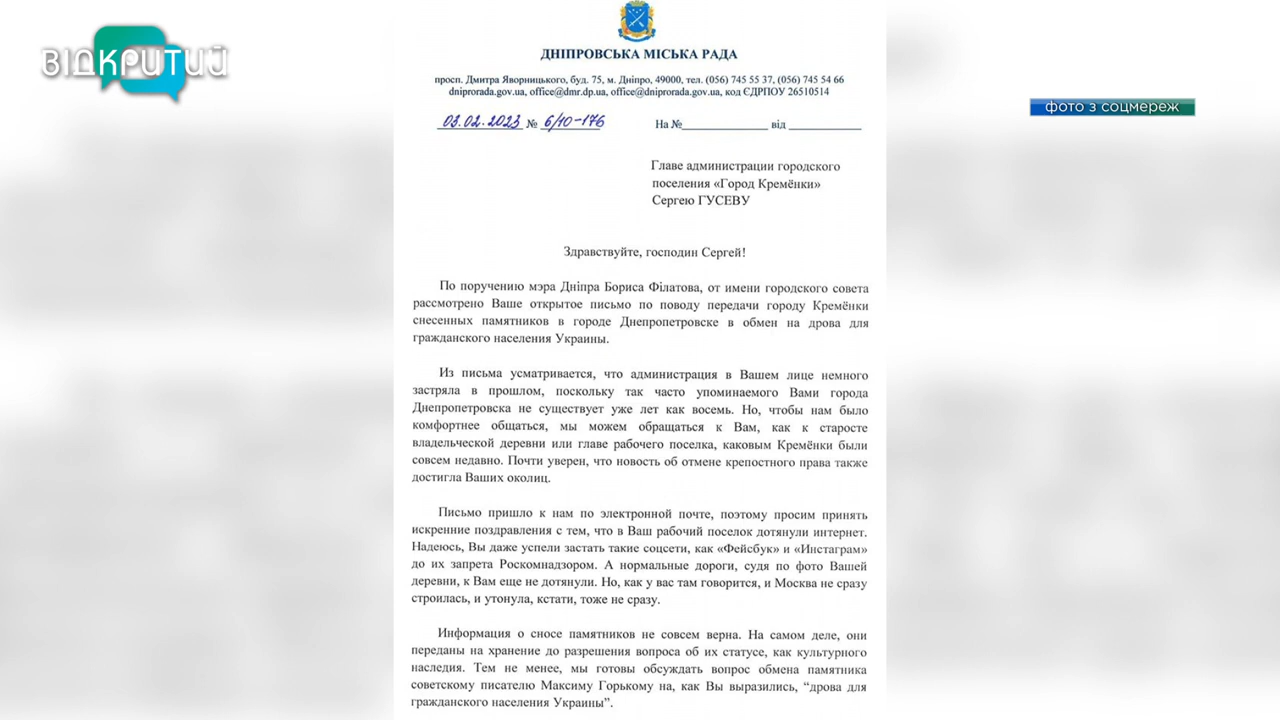 ВІДКРИТИЙ
фото з соцмереж
ДНІПРОВСЬКА МІСЬКА РАДА
просп. Дмитра Яворницького, буд. 75, м. Дніпро, 49000, тел. (056) 745 55 37, (056) 745 54 66
dniprorada.gov.ua, office@dmr.dp.ua, office@dniprorada.gov.ua, код ЄДРПОУ 26510514
03.02.2023 № 6/10-176 На №______________ від ____________
Главе администрации городского
поселения «Город Кремёнки»
Сергею ГУСЕВУ
Здравствуйте, господин Сергей!
По поручению мэра Дніпра Бориса Філатова, от имени городского совета
рассмотрено Ваше открытое письмо по поводу передачи городу Кремёнки
снесенных памятников в городе Днепропетровске в обмен на дрова для
гражданского населения Украины.
Из письма усматривается, что администрация в Вашем лице немного
застряла в прошлом, поскольку так часто упоминаемого Вами города
Днепропетровска не существует уже лет как восемь. Но, чтобы нам было
комфортнее общаться, мы можем обращаться к Вам, как к старосте
владельческой деревни или главе рабочего поселка, каковым Кремёнки были
совсем недавно. Почти уверен, что новость об отмене крепостного права также
достигла Ваших околиц.
Письмо пришло к нам по электронной почте, поэтому просим принять
искренние поздравления с тем, что в Ваш рабочий поселок дотянули интернет.
Надеюсь, Вы даже успели застать такие соцсети, как «Фейсбук» и «Инстаграм»
до их запрета Роскомнадзором. А нормальные дороги, судя по фото Вашей
деревни, к Вам еще не дотянули. Но, как у вас там говорится, и Москва не сразу
строилась, и утонула, кстати, тоже не сразу.
Информация о сносе памятников не совсем верна. На самом деле, они
переданы на хранение до разрешения вопроса об их статусе, как культурного
наследия. Тем не менее, мы готовы обсуждать вопрос обмена памятника
советскому писателю Максиму Горькому на, как Вы выразились, “дрова для
гражданского населения Украины”.